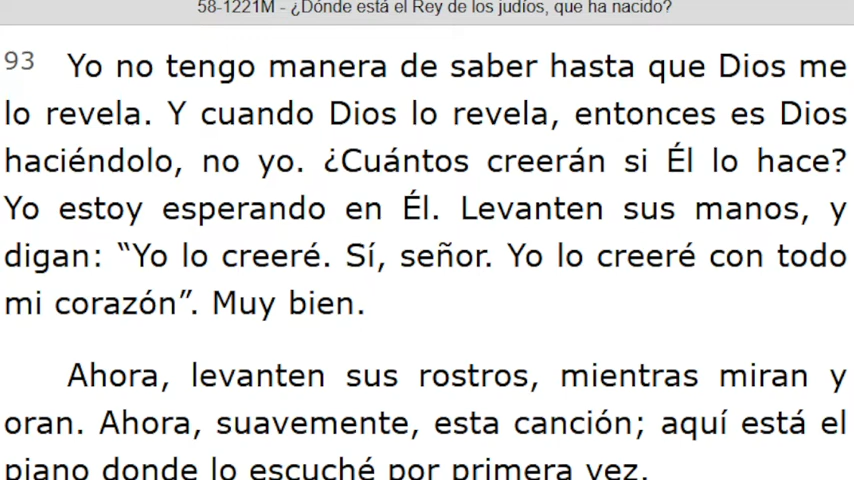 58-1221M - ¿Dónde está el Rey de los judíos, que ha nacido?
93 Yo no tengo manera de saber hasta que Dios me
lo revela. Y cuando Dios lo revela, entonces es Dios
haciéndolo, no yo. ¿Cuántos creerán si Él lo hace?
Yo estoy esperando en Él. Levanten sus manos, y
digan: “Yo lo creeré. Sí, señor. Yo lo creeré con todo
mi corazón”. Muy bien.
Ahora, levanten sus rostros, mientras miran y
oran. Ahora, suavemente, esta canción; aquí está el
piano donde lo escuché por primera vez.